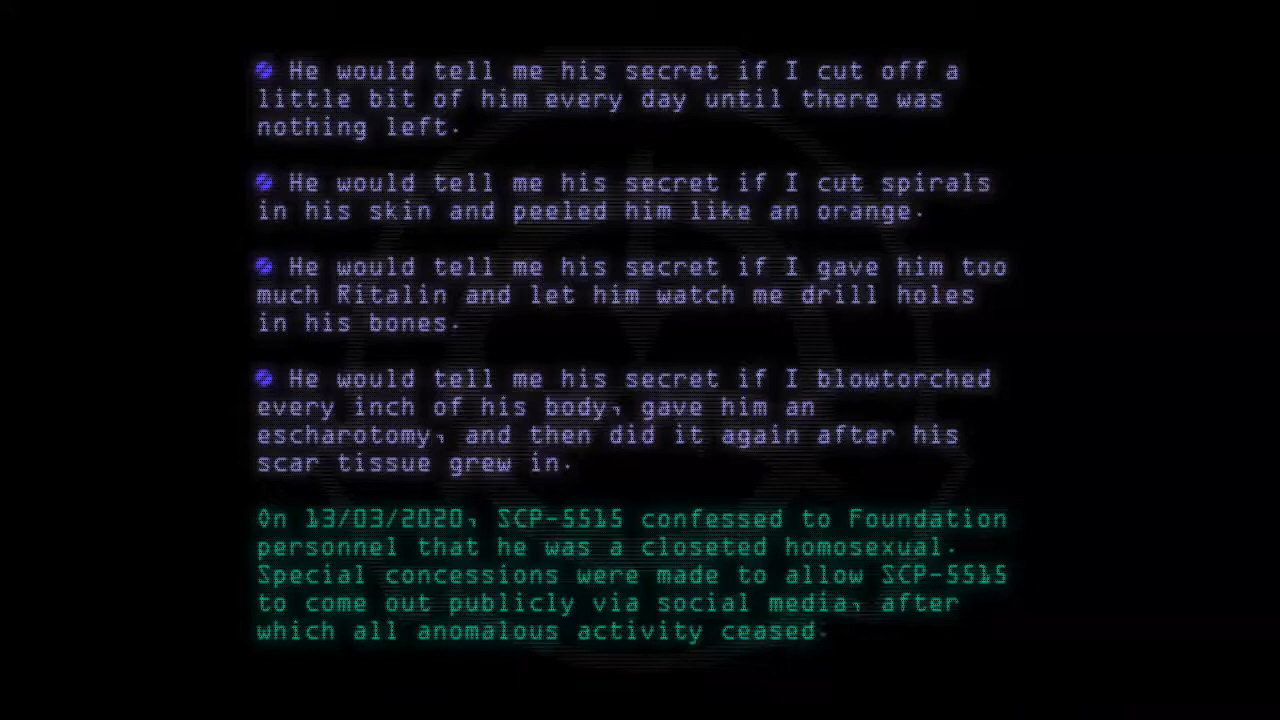 He would tell me his secret if I cut off a
little bit of him every day until there was
nothing left.
He would tell me his secret if I cut spirals
in his skin and peeled him like an orange.
He would tell me his secret if I gave him too
much Ritalin and let him watch me drill holes
in his bones.
He would tell me his secret if I blowtorched
every inch of his body, gave him an
escharotomy, and then did it again after his
scar tissue grew in.
On 13/03/2020, SCP-5515 confessed to Foundation
personnel that he was a closeted homosexual.
Special concessions were made to allow SCP-5515
to come out publicly via social media, after
which all anomalous activity ceased.